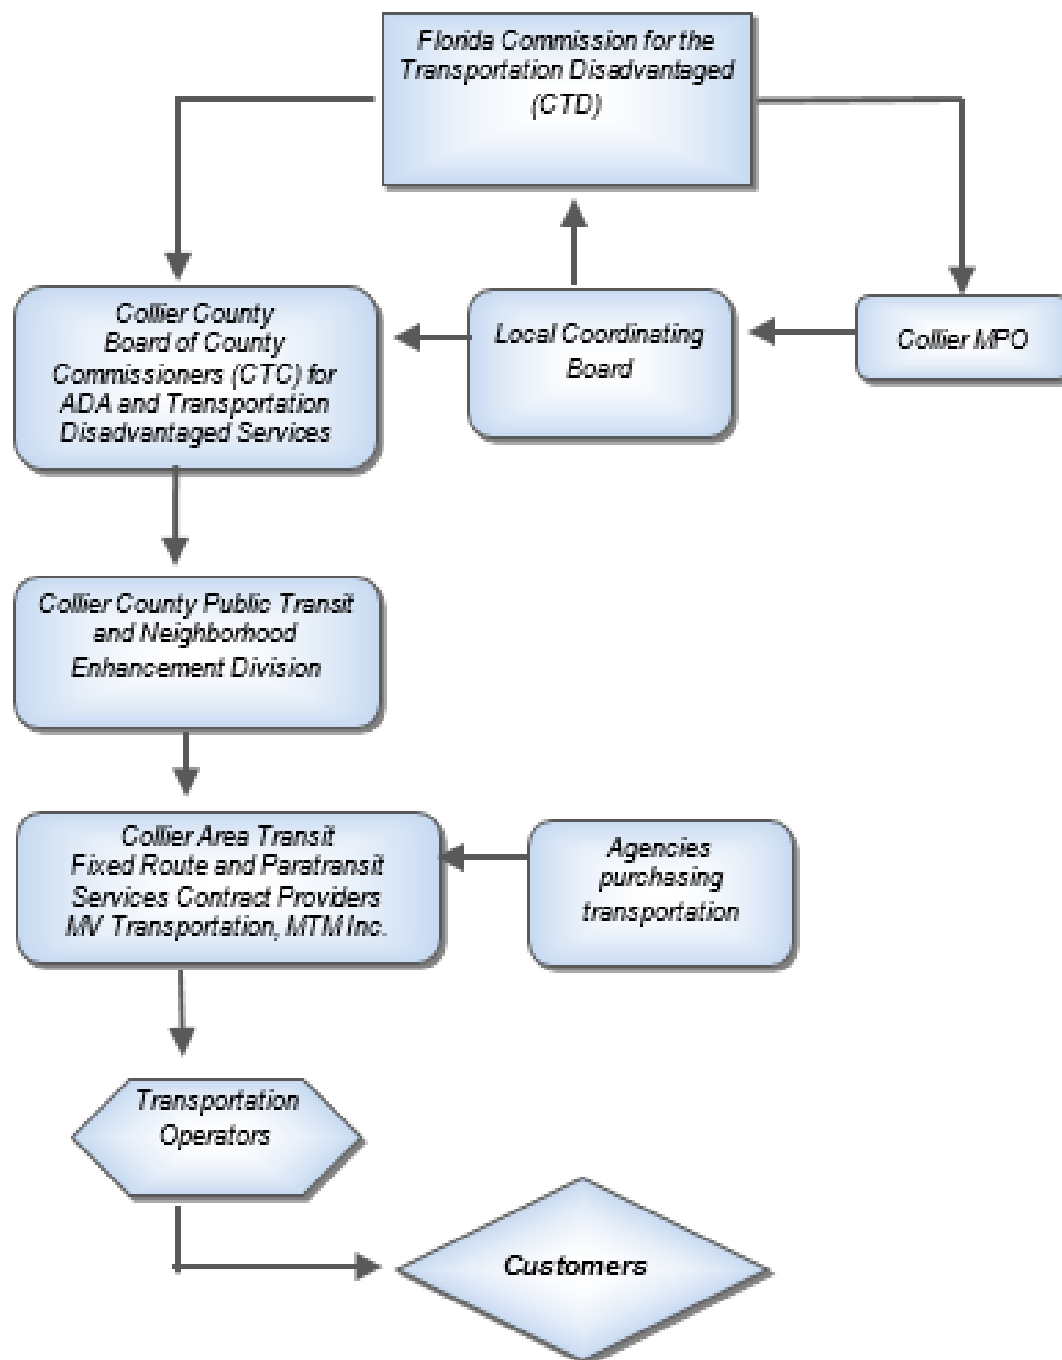 Florida Commission for the
Transportation Disadvantaged
(CTD)
Collier County
Board of County
Commissioners (CTC) for
ADA and Transportation
Disadvantaged Services
Local Coordinating
Board
Collier MPO
Collier County Public Transit
and Neighborhood
Enhancement Division
Collier Area Transit
Fixed Route and Paratransit
Services Contract Providers
MV Transportation, MTM Inc.
Agencies
purchasing
transportation
Transportation
Operators
Customers